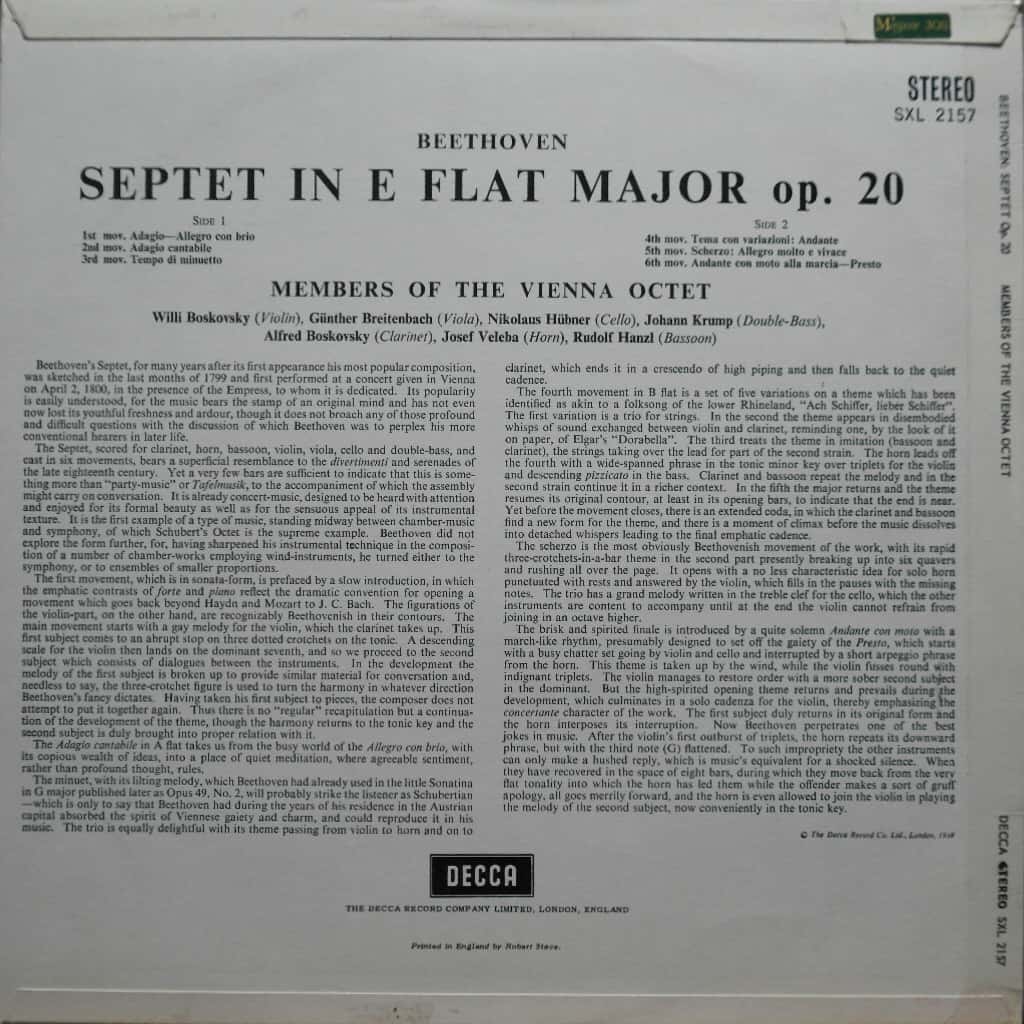 STEREO
SXL 2157
BEETHOVEN
SEPTET IN E FLAT MAJOR op. 20
SIDE 1
1st mov. Adagio—Allegro con brio
2nd mov. Adagio cantabile
3rd mov. Tempo di minuetto
SIDE 2
4th mov. Tema con variazioni: Andante
5th mov. Scherzo: Allegro molto e vivace
6th mov. Andante con moto alla marcia—Presto
MEMBERS OF THE VIENNA OCTET
Willi Boskovsky (Violin), Günther Breitenbach (Viola), Nikolaus Hübner (Cello), Johann Krump (Double-Bass),
Alfred Boskovsky (Clarinet), Josef Veleba (Horn), Rudolf Hanzl (Bassoon)
Beethoven's Septet, for many years after its first appearance his most popular composition,
was sketched in the last months of 1799 and first performed at a concert given in Vienna
on April 2, 1800, in the presence of the Empress, to whom it is dedicated. Its popularity
is easily understood, for the music bears the stamp of an original mind and has not even
now lost its youthful freshness and ardour, though it does not broach any of those profound
and difficult questions with the discussion of which Beethoven was to perplex his more
conventional hearers in later life.
The Septet, scored for clarinet, horn, bassoon, violin, viola, cello and double-bass, and
cast in six movements, bears a superficial resemblance to the divertimenti and serenades of
the late eighteenth century. Yet a very few bars are sufficient to indicate that this is some-
thing more than "party-music" or Tafelmusik, to the accompaniment of which the assembly
might carry on conversation. It is already concert-music, designed to be heard with attention
and enjoyed for its formal beauty as well as for the sensuous appeal of its instrumental
texture. It is the first example of a type of music, standing midway between chamber-music
and symphony, of which Schubert's Octet is the supreme example. Beethoven did not
explore the form further, for, having sharpened his instrumental technique in the composi-
tion of a number of chamber-works employing wind-instruments, he turned either to the
symphony, or to ensembles of smaller proportions.
The first movement, which is in sonata-form, is prefaced by a slow introduction, in which
the emphatic contrasts of forte and piano reflect the dramatic convention for opening a
movement which goes back beyond Haydn and Mozart to J. C. Bach. The figurations of
the violin-part, on the other hand, are recognizably Beethovenish in their contours. The
main movement starts with a gay melody for the violin, which the clarinet takes up. This
first subject comes to an abrupt stop on three dotted crotchets on the tonic. A descending
scale for the violin then lands on the dominant seventh, and so we proceed to the second
subject which consists of dialogues between the instruments. In the development the
melody of the first subject is broken up to provide similar material for conversation and,
needless to say, the three-crotchet figure is used to turn the harmony in whatever direction
Beethoven's fancy dictates. Having taken his first subject to pieces, the composer does not
attempt to put it together again. Thus there is no "regular" recapitulation but a continua-
tion of the development of the theme, though the harmony returns to the tonic key and the
second subject is duly brought into proper relation with it.
The Adagio cantabile in A flat takes us from the busy world of the Allegro con brio, with
its copious wealth of ideas, into a place of quiet meditation, where agreeable sentiment,
rather than profound thought, rules.
The minuet, with its lilting melody, which Beethoven had already used in the little Sonatina
in G major published later as Opus 49, No. 2, will probably strike the listener as Schubertian
—which is only to say that Beethoven had during the years of his residence in the Austrian
capital absorbed the spirit of Viennese gaiety and charm, and could reproduce it in his
music. The trio is equally delightful with its theme passing from violin to horn and on to
clarinet, which ends it in a crescendo of high piping and then falls back to the quiet
cadence.
The fourth movement in B flat is a set of five variations on a theme which has been
identified as akin to a folksong of the lower Rhineland, "Ach Schiffer, lieber Schiffer".
The first variation is a trio for strings. In the second the theme appears in disembodied
whisps of sound exchanged between violin and clarinet, reminding one, by the look of it
on paper, of Elgar's "Dorabella". The third treats the theme in imitation (bassoon and
clarinet), the strings taking over the lead for part of the second strain. The horn leads off
the fourth with a wide-spanned phrase in the tonic minor key over triplets for the violin
and descending pizzicato in the bass. Clarinet and bassoon repeat the melody and in the
second strain continue it in a richer context. In the fifth the major returns and the theme
resumes its original contour, at least in its opening bars, to indicate that the end is near.
Yet before the movement closes, there is an extended coda, in which the clarinet and bassoon
find a new form for the theme, and there is a moment of climax before the music dissolves
into detached whispers leading to the final emphatic cadence.
The scherzo is the most obviously Beethovenish movement of the work, with its rapid
three-crotchets-in-a-bar theme in the second part presently breaking up into six quavers
and rushing all over the page. It opens with a no less characteristic idea for solo horn
punctuated with rests and answered by the violin, which fills in the pauses with the missing
notes. The trio has a grand melody written in the treble clef for the cello, which the other
instruments are content to accompany until at the end the violin cannot refrain from
joining in an octave higher.
The brisk and spirited finale is introduced by a quite solemn Andante con moto with a
march-like rhythm, presumably designed to set off the gaiety of the Presto, which starts
with a busy chatter set going by violin and cello and interrupted by a short arpeggio phrase
from the horn. This theme is taken up by the wind, while the violin fusses round with
indignant triplets. The violin manages to restore order with a more sober second subject
in the dominant. But the high-spirited opening theme returns and prevails during the
development, which culminates in a solo cadenza for the violin, thereby emphasizing the
concertante character of the work. The first subject duly returns in its original form and
the horn interposes its interruption. Now Beethoven perpetrates one of the best
jokes in music. After the violin's first outburst of triplets, the horn repeats its downward
phrase, but with the third note (G) flattened. To such impropriety the other instruments
can only make a hushed reply, which is music's equivalent for a shocked silence. When
they have recovered in the space of eight bars, during which they move back from the very
flat tonality into which the horn has led them while the offender makes a sort of gruff
apology, all goes merrily forward, and the horn is even allowed to join the violin in playing
the melody of the second subject, now conveniently in the tonic key.
© The Decca Record Co. Ltd., London,
DECCA
THE DECCA RECORD COMPANY LIMITED, LONDON, ENGLAND
Printed in England by Robert Stace.
BEETHOVEN: SEPTET Op. 20 MEMBERS OF THE VIENNA OCTET DECCA STEREO SXL 2157